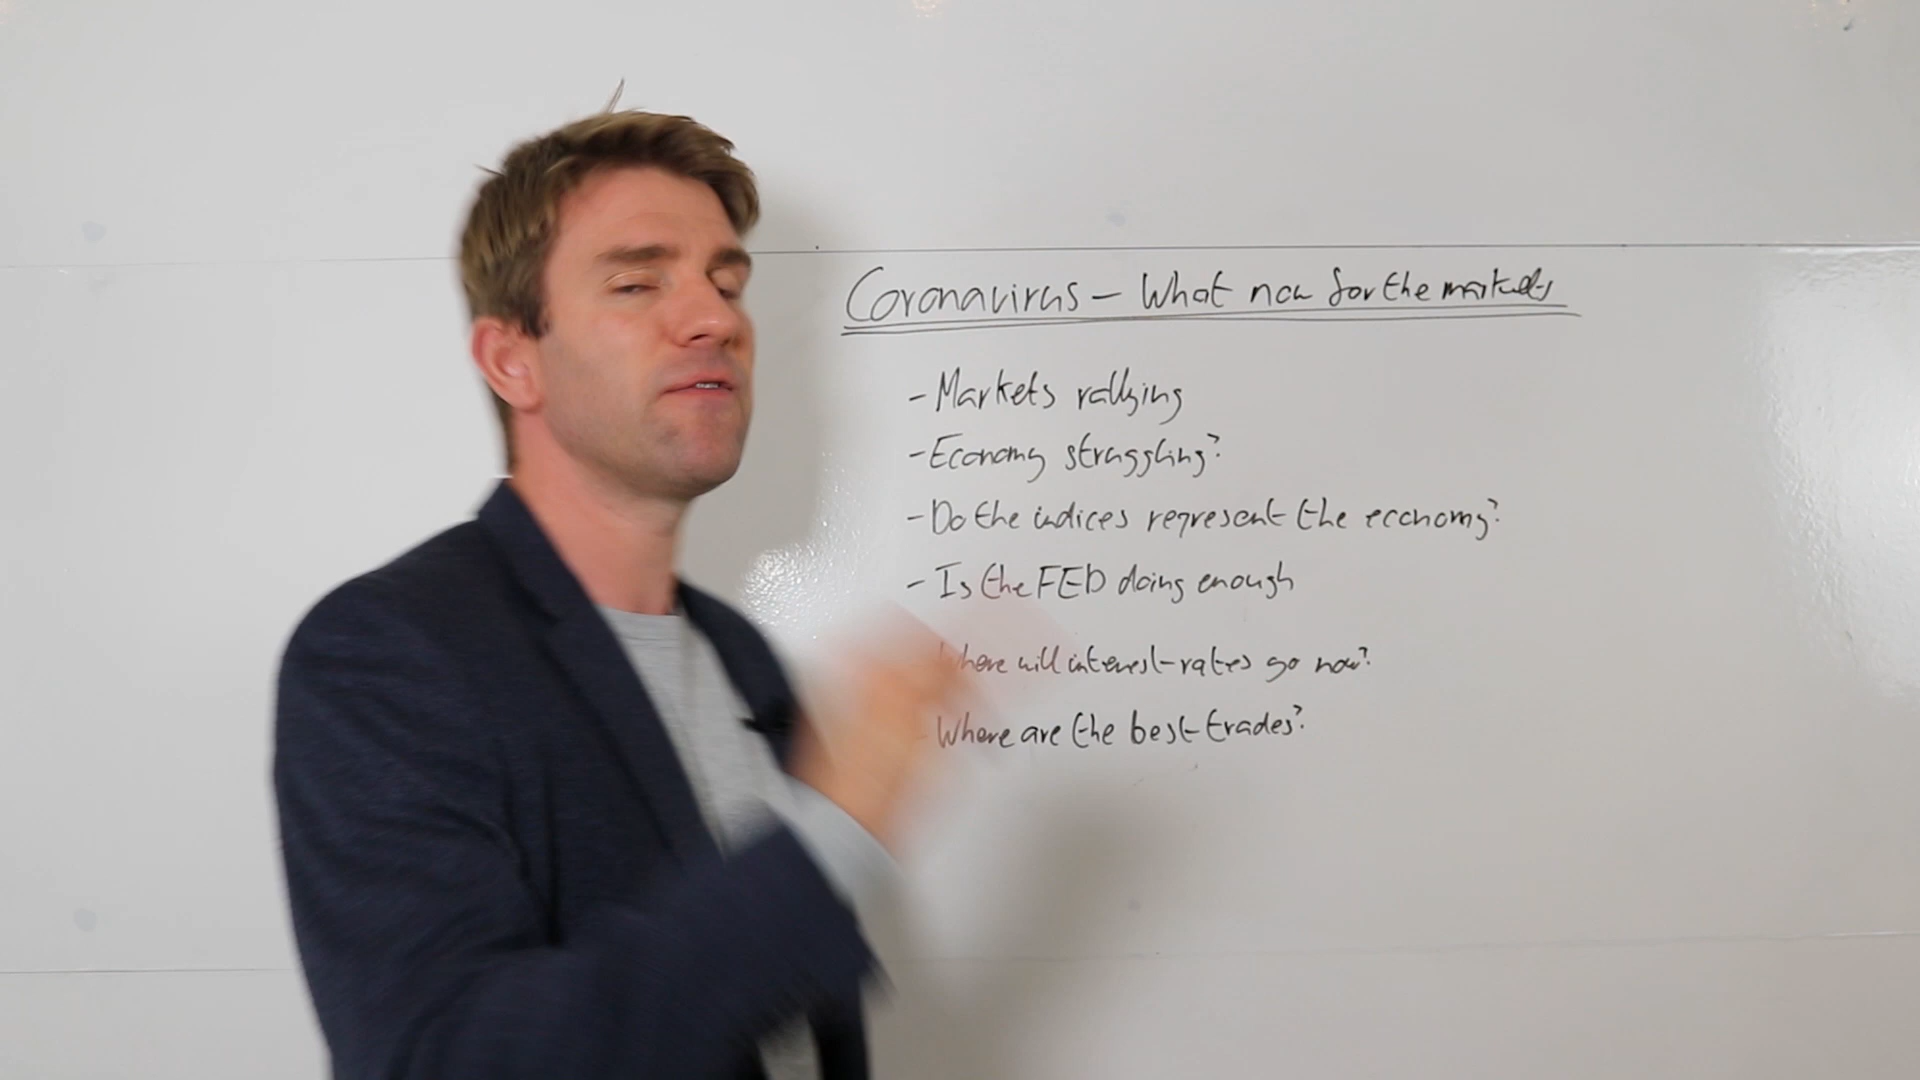 Coronavirus - What now for the markets
- Markets rallying
- Economy struggling?
- Do the indices represent the economy?
- Is the FED doing enough
Where will interest rates go now?
- Where are the best trades?